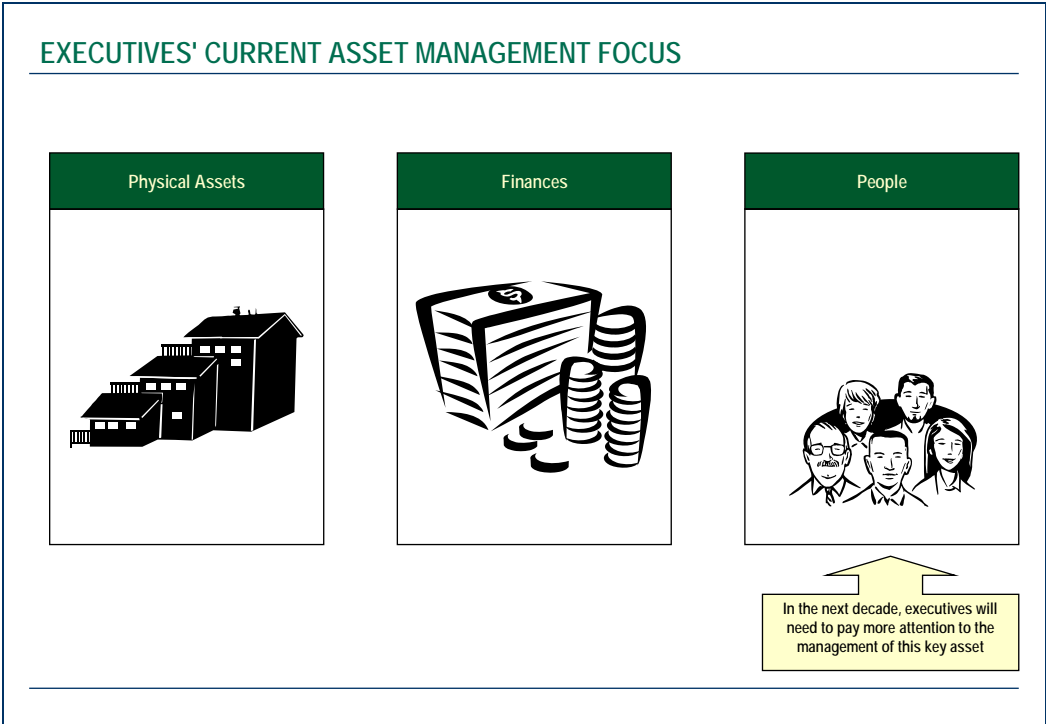 EXECUTIVES' CURRENT ASSET MANAGEMENT FOCUS
Physical Assets
Finances
People
$
In the next decade, executives will
need to pay more attention to the
management of this key asset